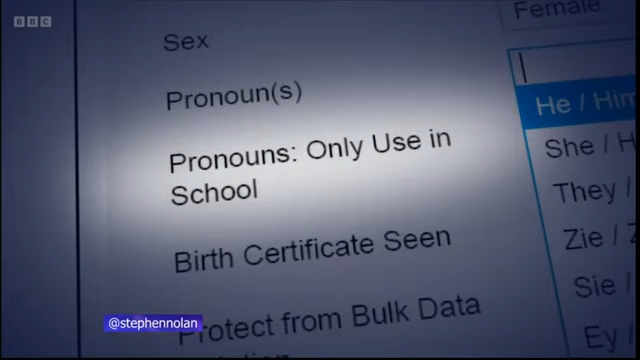 BBC
Sex
Female
Pronoun(s)
He / Him
Pronouns: Only Use in
School
She / H
They /
Birth Certificate Seen
Zie / Z
Sie /
@stephennolan
Protect from Bulk Data
Ey /